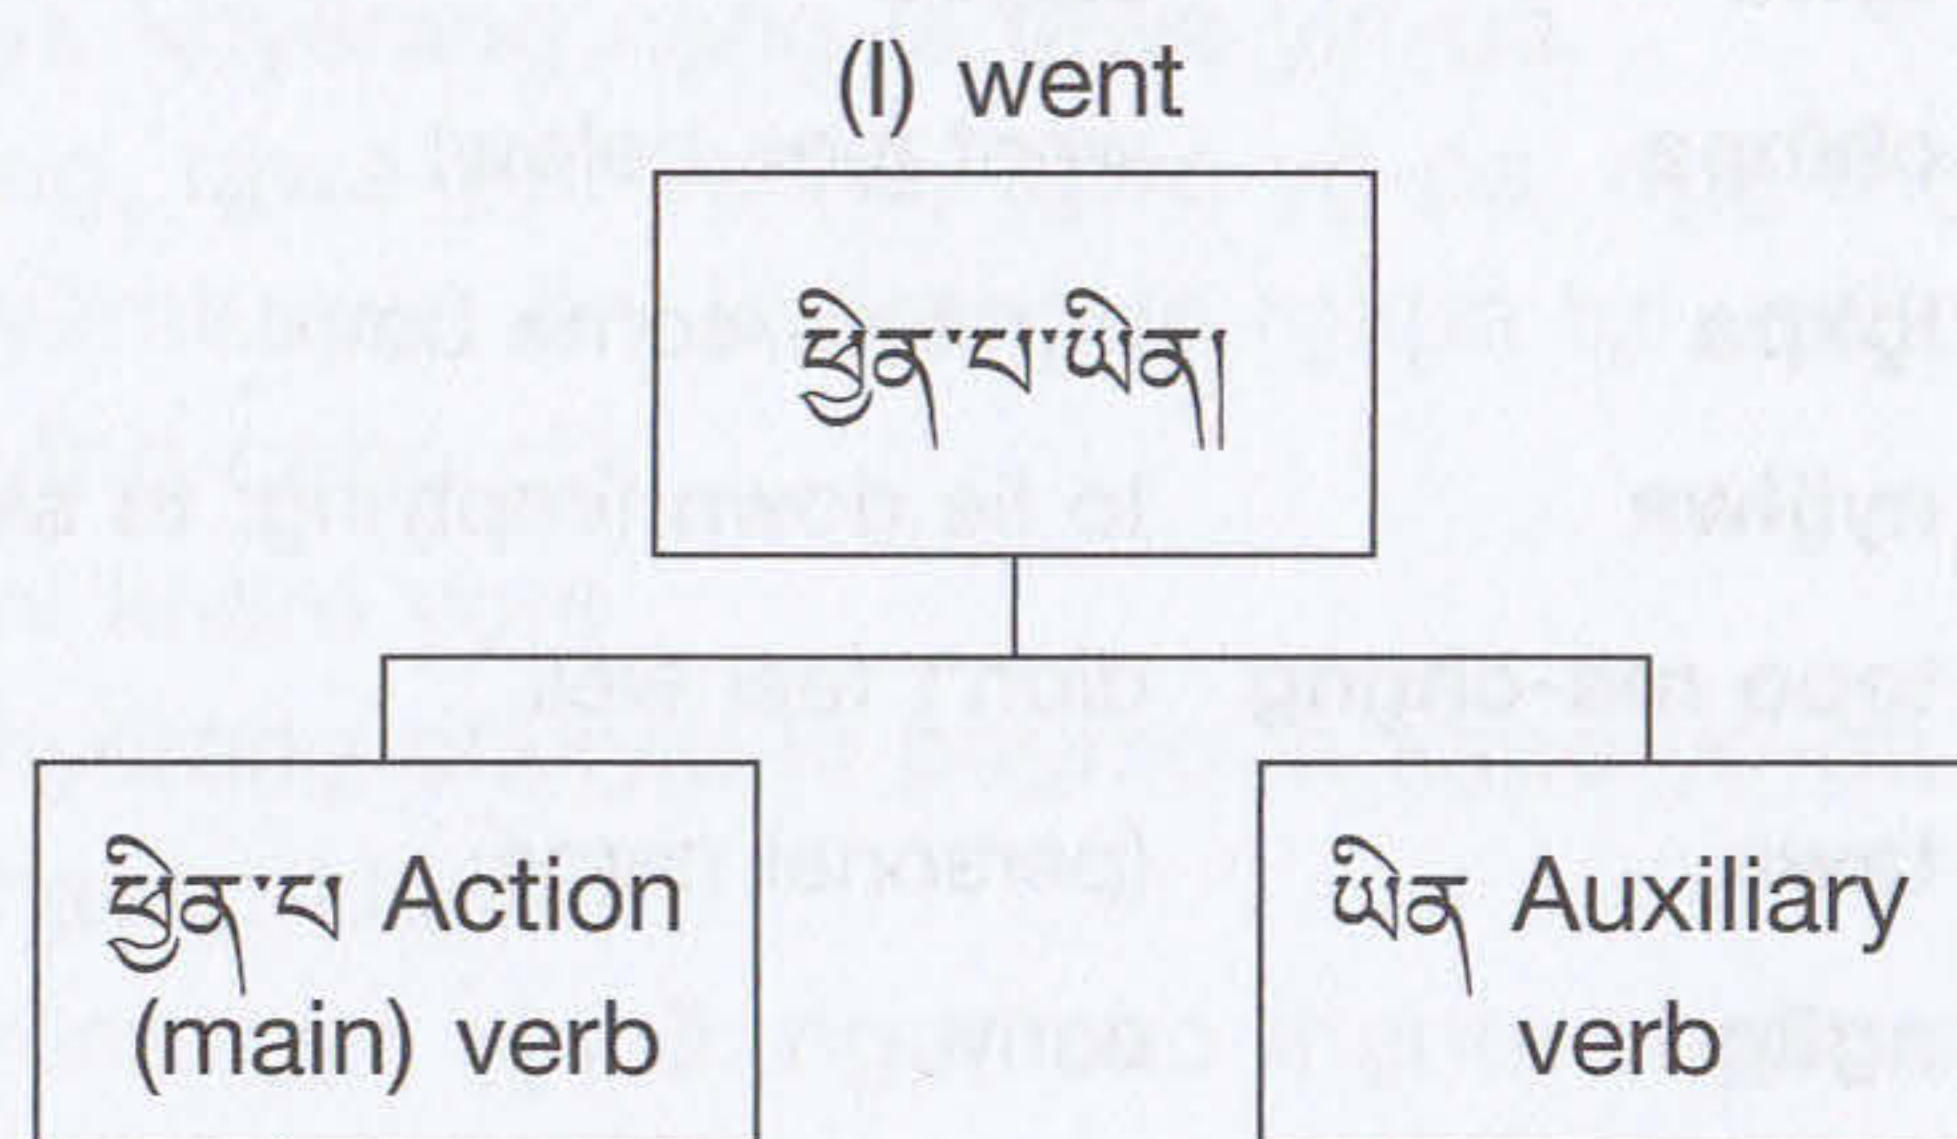 (I) went
ཕྱིན་པ་ཡིན།
ཕྱིན་པ Action
(main) verb
ཡིན Auxiliary
verb